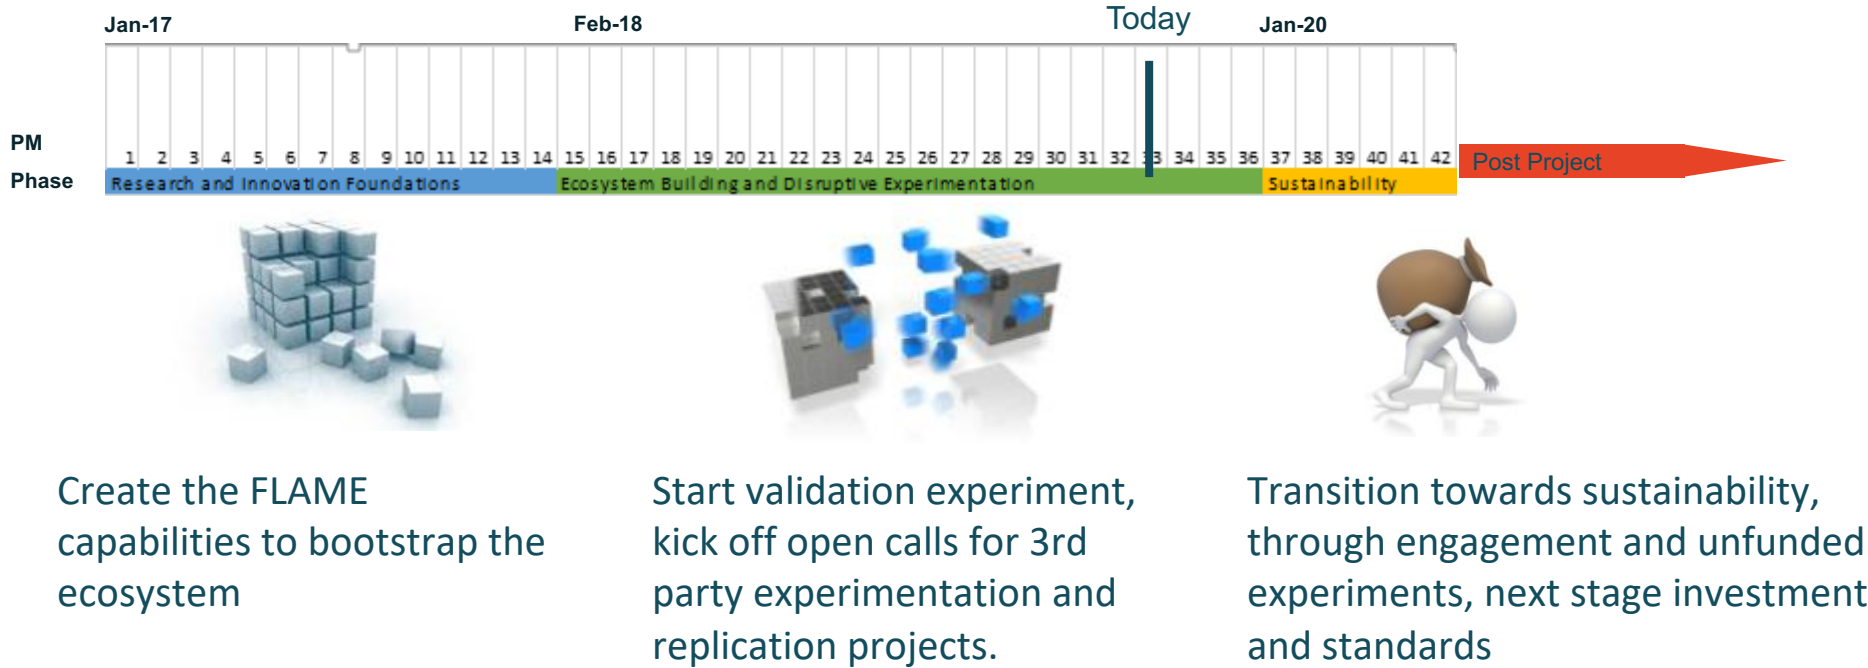 Jan-17 Feb-18 Today Jan-20
PM 1 2 3 4 5 6 7 8 9 10 11 12 13 14 15 16 17 18 19 20 21 22 23 24 25 26 27 28 29 30 31 32 33 34 35 36 37 38 39 40 41 42
Post Project
Phase Research and Innovation Foundations Ecosystem Building and Disruptive Experimentation Sustainability
Create the FLAME
capabilities to bootstrap the
ecosystem
Start validation experiment,
kick off open calls for 3rd
party experimentation and
replication projects.
Transition towards sustainability,
through engagement and unfunded
experiments, next stage investment
and standards